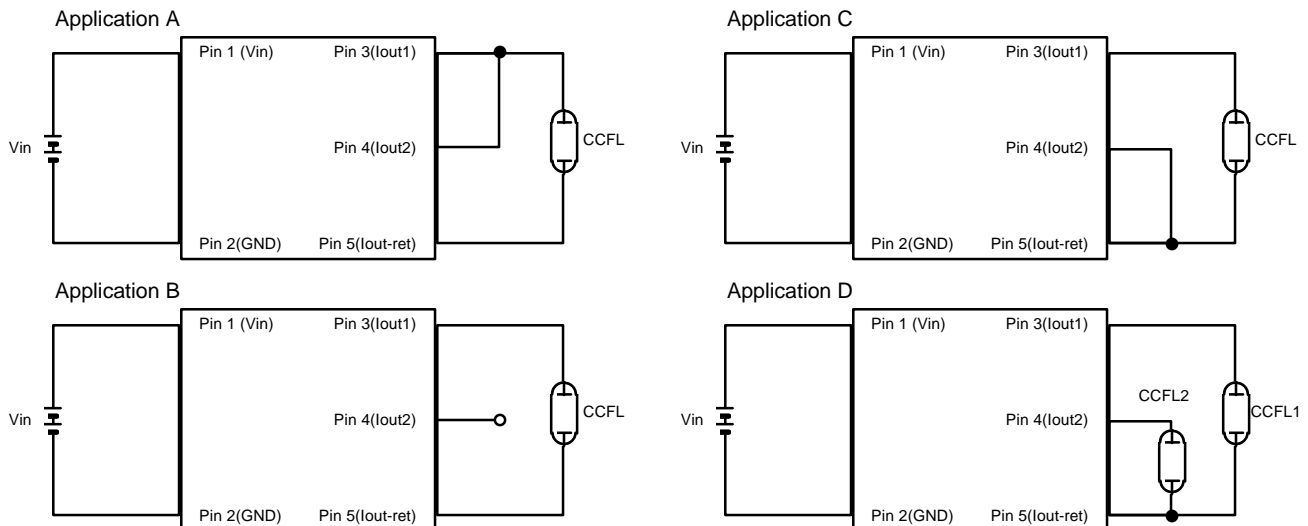 Application A
Pin 1 (Vin)
Pin 3(Iout1)
Vin
Pin 4(Iout2)
CCFL
Pin 2(GND)
Pin 5(Iout-ret)
Application C
Pin 1 (Vin)
Pin 3(Iout1)
Vin
Pin 4(Iout2)
CCFL
Pin 2(GND)
Pin 5(Iout-ret)
Application B
Pin 1 (Vin)
Pin 3(Iout1)
Vin
Pin 4(Iout2)
CCFL
Pin 2(GND)
Pin 5(Iout-ret)
Application D
Pin 1 (Vin)
Pin 3(Iout1)
Vin
Pin 4(Iout2)
CCFL2
CCFL1
Pin 2(GND)
Pin 5(Iout-ret)